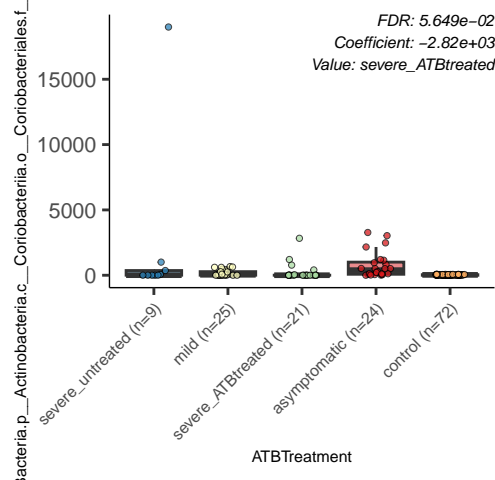 FDR: 5.649e−02
Coefficient: −2.82e+03
Value: severe_ATBtreated
Bacteria.p__Actinobacteria.c__Coriobacteriia.o__Coriobacteriales.f_
15000
10000
5000
0
severe_untreated (n=9)
mild (n=25)
severe_ATBtreated (n=21)
asymptomatic (n=24)
control (n=72)
ATBTreatment